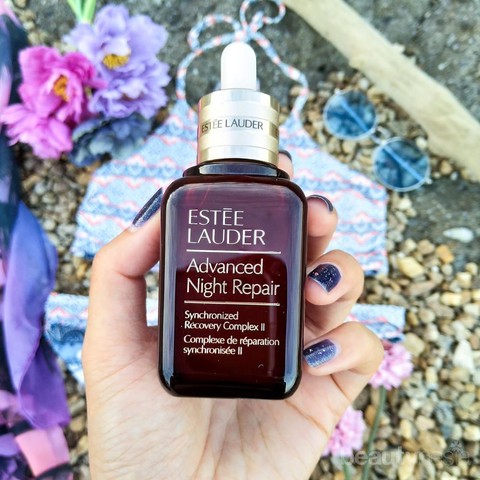 ESTĒE LAUDER
ESTĒE
LAUDER
Advanced
Night Repair
Synchronized
Recovery Complex II
Complexe de réparation
synchronisée II